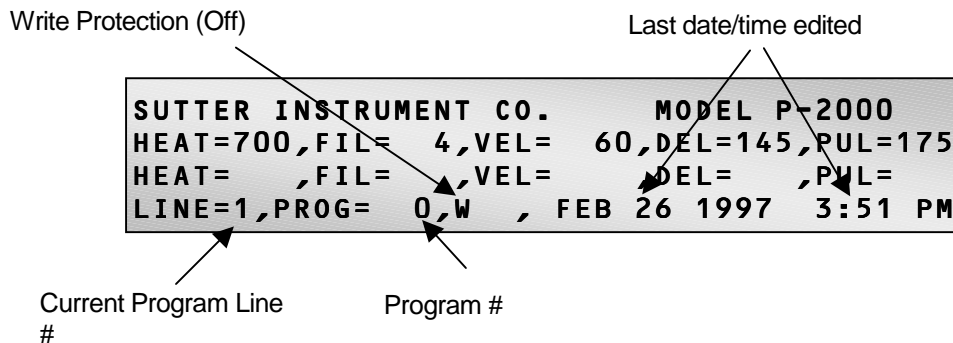 Write Protection (Off)
Last date/time edited
SUTTER INSTRUMENT CO. MODEL P-2000
HEAT=700,FIL= 4,VEL= 60,DEL=145,PUL=175
HEAT= ,FIL= ,VEL= ,DEL= ,PUL=
LINE=1,PROG= 0,W , FEB 26 1997 3:51 PM
Current Program Line
#
Program #